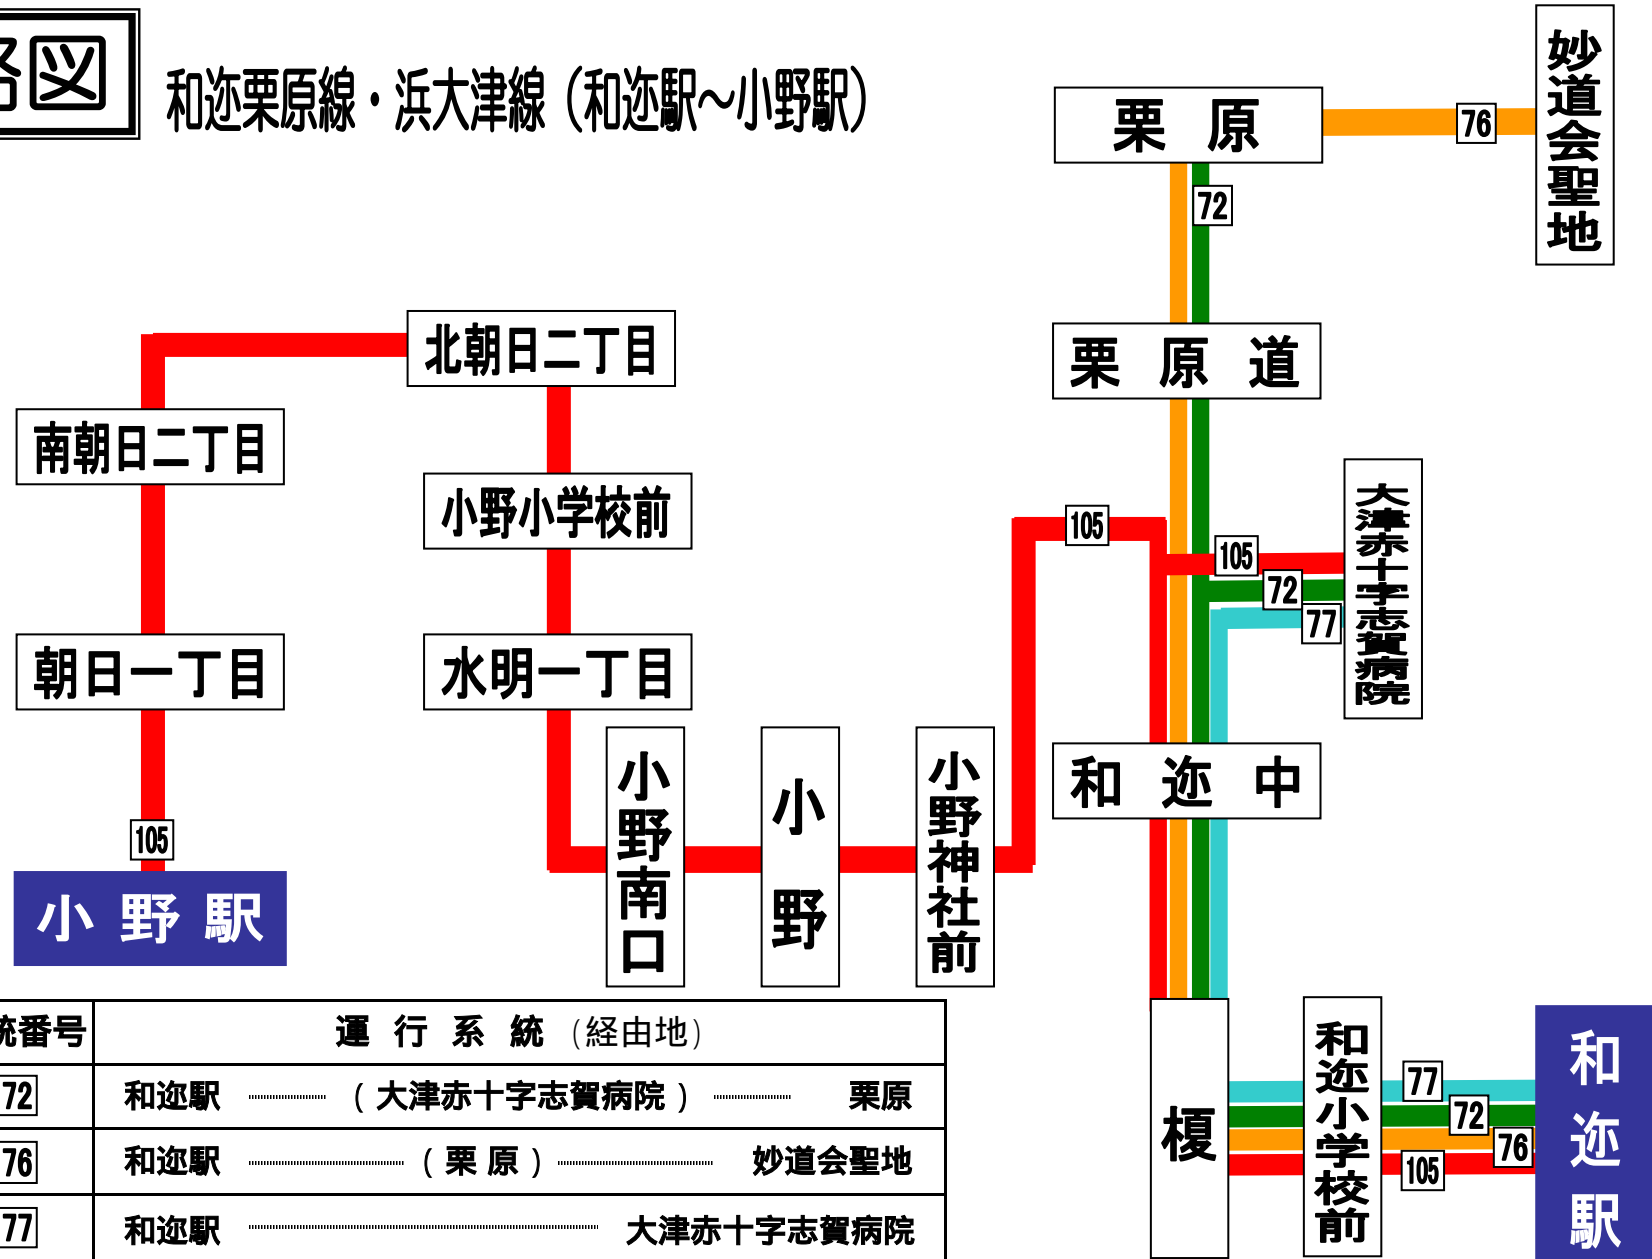 図
和迩栗原線・浜大津線（和迩駅～小野駅）
妙道会聖地
栗原
76
72
北朝日二丁目
栗原道
南朝日二丁目
大津赤十字志賀病院
小野小学校前
105
105
72
77
朝日一丁目
水明一丁目
小野南口
小野
小野神社前
和迩中
105
小野駅
榎
和迩小学校前
和迩駅
77
72
76
105
番号 運行系統（経由地）
72 和迩駅 （大津赤十字志賀病院） 栗原
76 和迩駅 （栗原） 妙道会聖地
77 和迩駅 大津赤十字志賀病院